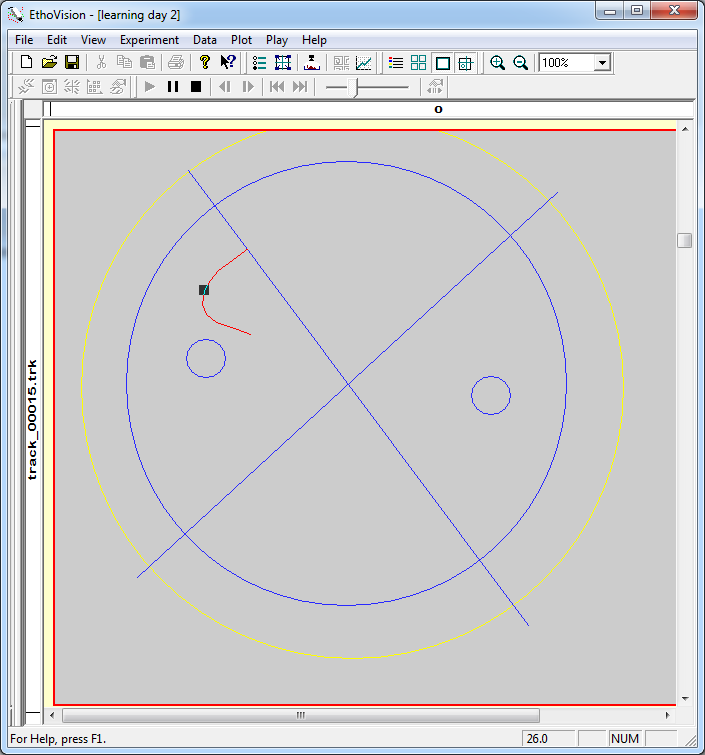 EthoVision - [learning day 2]
File Edit View Experiment Data Plot Play Help
100%
0
track_00015.trk
For Help, press F1.
26.0
NUM